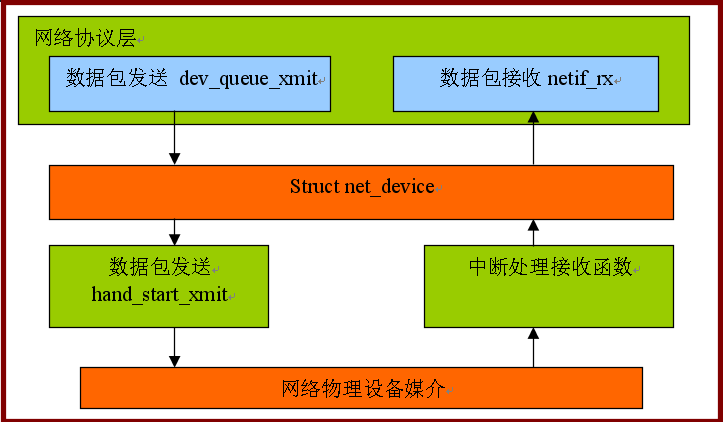 网络协议层
数据包发送 dev_queue_xmit
数据包接收 netif_rx
Struct net_device
数据包发送
hand_start_xmit
中断处理接收函数
网络物理设备媒介